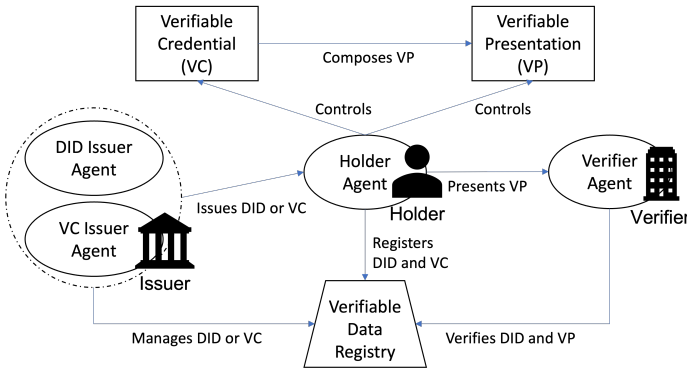 Verifiable
Credential
(VC)
Composes VP
Verifiable
Presentation
(VP)
Controls
Controls
DID Issuer
Agent
VC Issuer
Agent
Issuer
Issues DID or VC
Holder
Agent
Holder
Presents VP
Verifier
Agent
Verifier
Registers
DID and VC
Manages DID or VC
Verifiable
Data
Registry
Verifies DID and VP